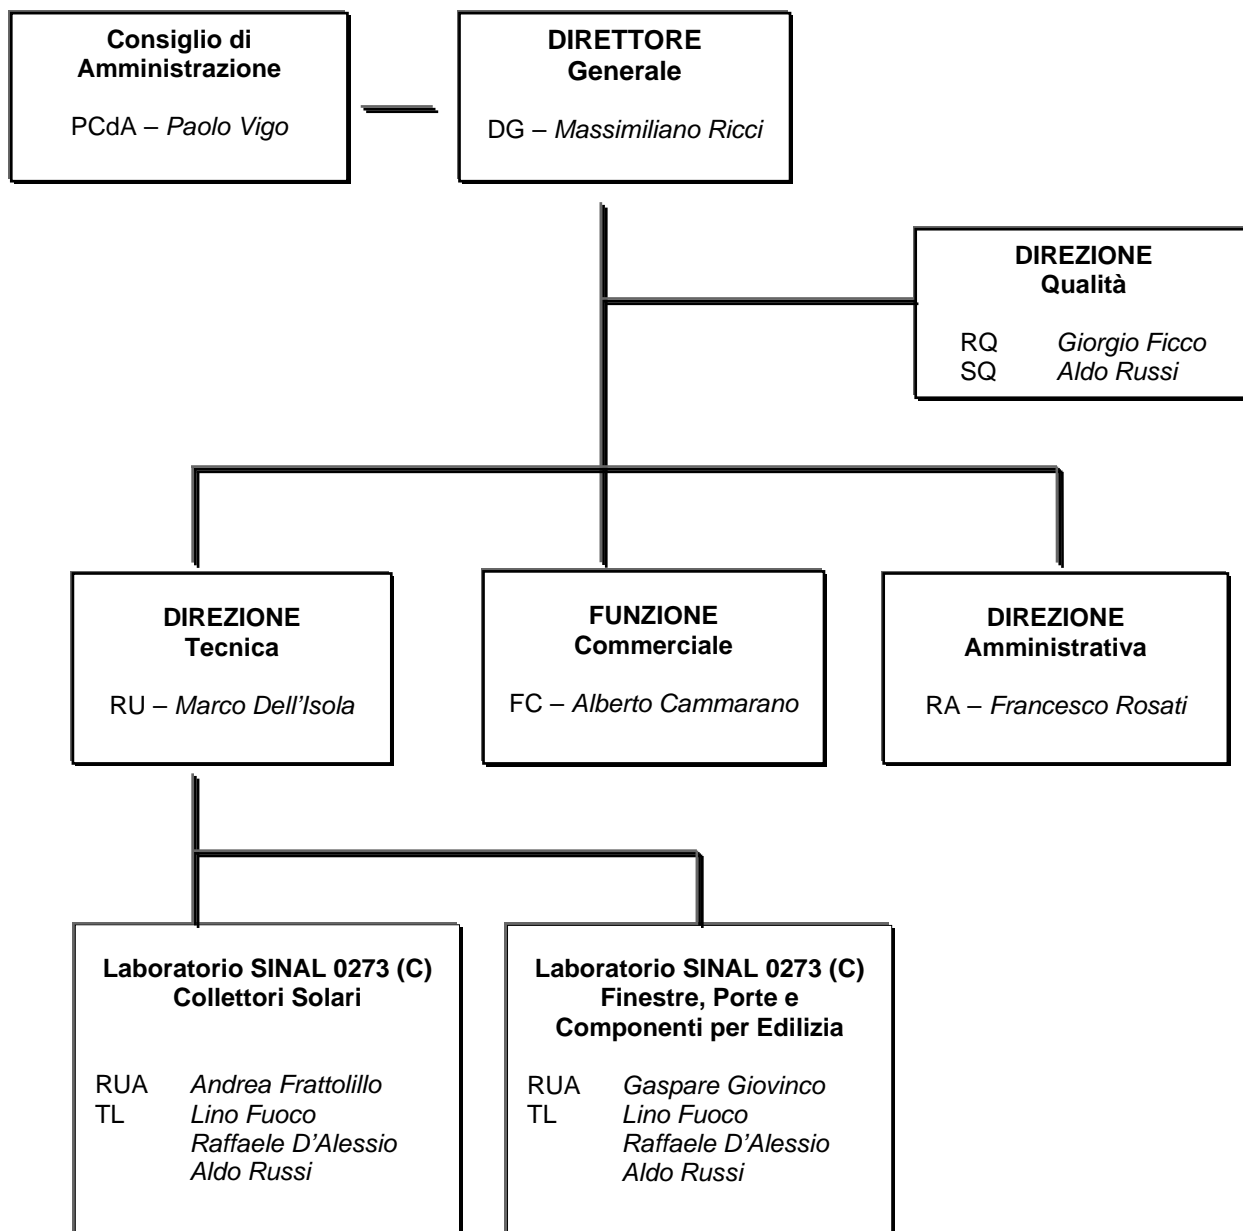 Consiglio di
Amministrazione
PCdA – Paolo Vigo
DIRETTORE
Generale
DG – Massimiliano Ricci
DIREZIONE
Qualità
RQ Giorgio Ficco
SQ Aldo Russi
DIREZIONE
Tecnica
RU – Marco Dell'Isola
FUNZIONE
Commerciale
FC – Alberto Cammarano
DIREZIONE
Amministrativa
RA – Francesco Rosati
Laboratorio SINAL 0273 (C)
Collettori Solari
RUA Andrea Frattolillo
TL Lino Fuoco
Raffaele D'Alessio
Aldo Russi
Laboratorio SINAL 0273 (C)
Finestre, Porte e
Componenti per Edilizia
RUA Gaspare Giovinco
TL Lino Fuoco
Raffaele D'Alessio
Aldo Russi